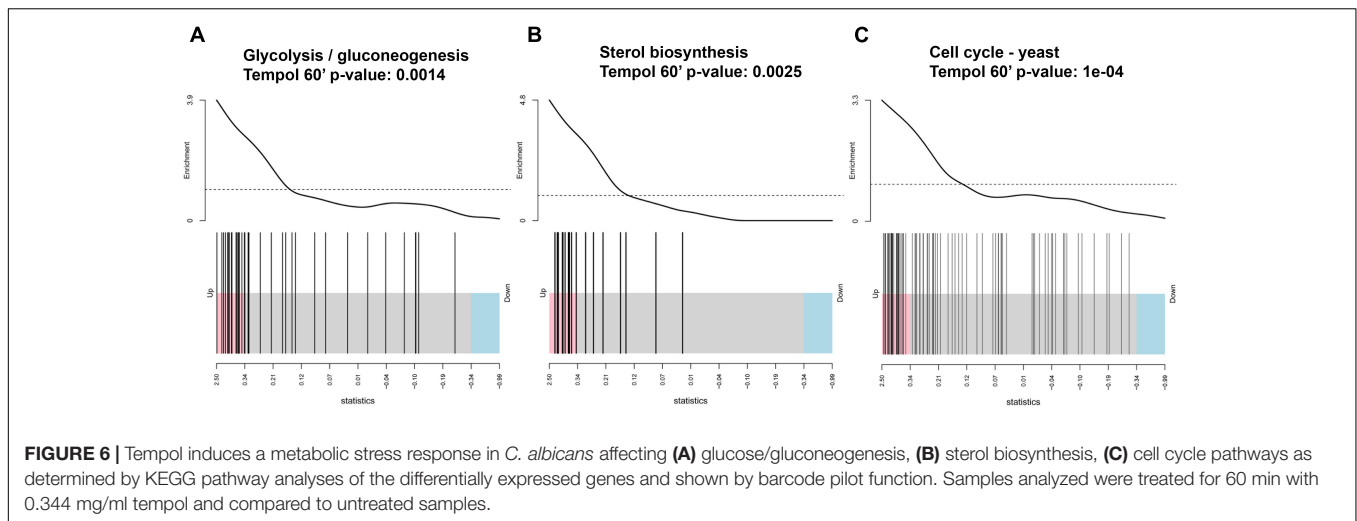 A
Glycolysis / gluconeogenesis
Tempol 60' p-value: 0.0014
3.9
Enrichment
0
Up
Down
2.50
0.34
0.21
0.12
0.07
0.01
−0.04
−0.10
−0.19
−0.34
−0.99
statistics
B
Sterol biosynthesis
Tempol 60' p-value: 0.0025
4.8
Enrichment
0
Up
Down
2.50
0.34
0.21
0.12
0.07
0.01
−0.04
−0.10
−0.19
−0.34
−0.99
statistics
C
Cell cycle - yeast
Tempol 60' p-value: 1e-04
3.3
Enrichment
0
Up
Down
2.50
0.34
0.21
0.12
0.07
0.01
−0.04
−0.10
−0.19
−0.34
−0.99
statistics
FIGURE 6 | Tempol induces a metabolic stress response in C. albicans affecting (A) glucose/gluconeogenesis, (B) sterol biosynthesis, (C) cell cycle pathways as
determined by KEGG pathway analyses of the differentially expressed genes and shown by barcode pilot function. Samples analyzed were treated for 60 min with
0.344 mg/ml tempol and compared to untreated samples.